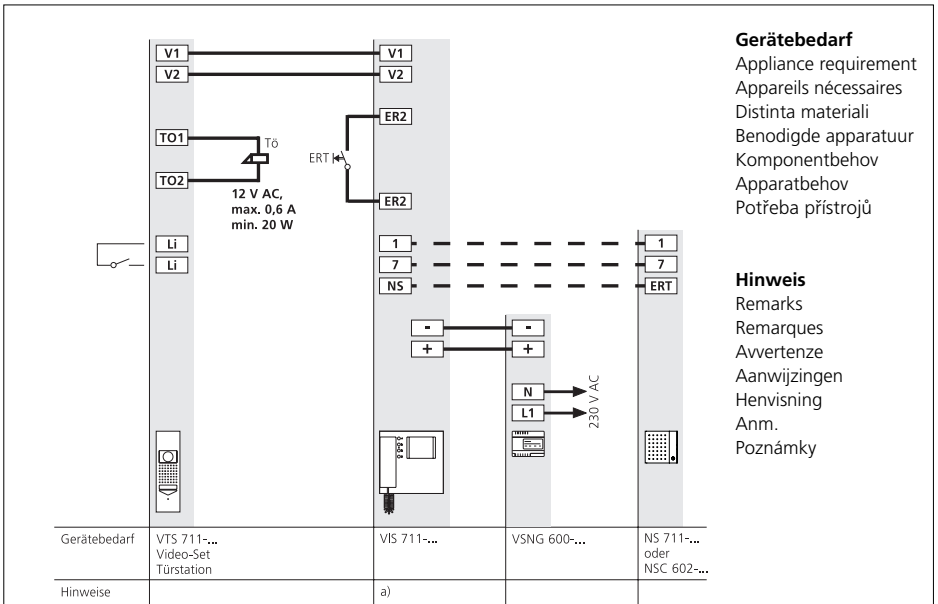 Gerätebedarf
Appliance requirement
Appareils nécessaires
Distinta materiali
Benodigde apparatuur
Komponentbehov
Apparatbehov
Potřeba přístrojů
Hinweis
Remarks
Remarques
Avvertenze
Aanwijzingen
Henvisning
Anm.
Poznámky
V1 V1
V2 V2
ER2
TO1 Tö
ERT
TO2
12 V AC,
max. 0,6 A
min. 20 W
ER2
Li 1 1
Li 7 7
NS ERT
- -
+ +
N
L1
230 V AC
Gerätebedarf VTS 711-... VIS 711-... VSNG 600-... NS 711-...
Video-Set oder
Türstation NSC 602-...
Hinweise a)